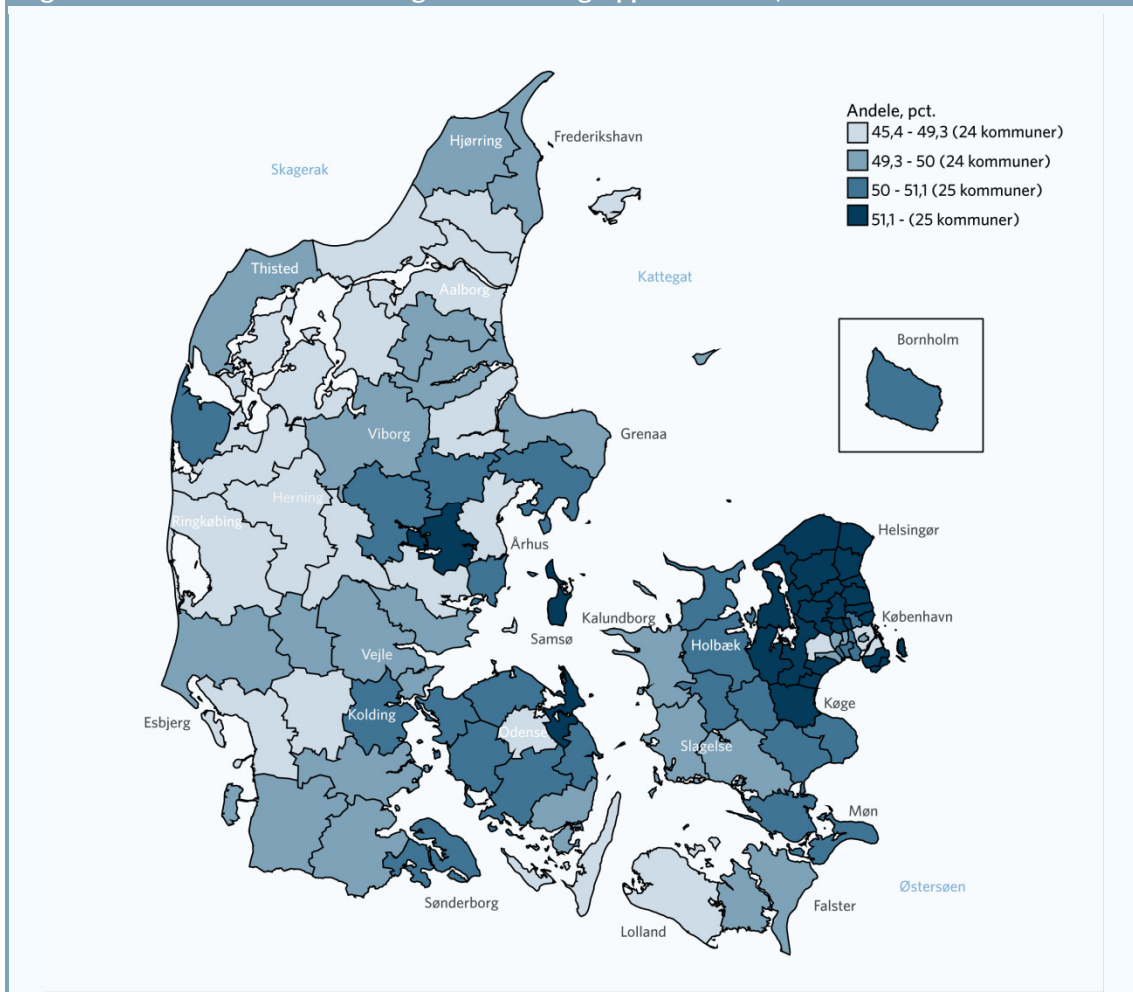 Andele, pct.
45,4 - 49,3 (24 kommuner)
49,3 - 50 (24 kommuner)
50 - 51,1 (25 kommuner)
51,1 - (25 kommuner)
Hjørring
Frederikshavn
Skagerak
Thisted
Kattegat
Aalborg
Bornholm
Viborg
Grenaa
Herning
Ringkøbing
Århus
Helsingør
Kalundborg
København
Samsø
Holbæk
Vejle
Køge
Kolding
Esbjerg
Odense
Slagelse
Møn
Østersøen
Sønderborg
Falster
Lolland